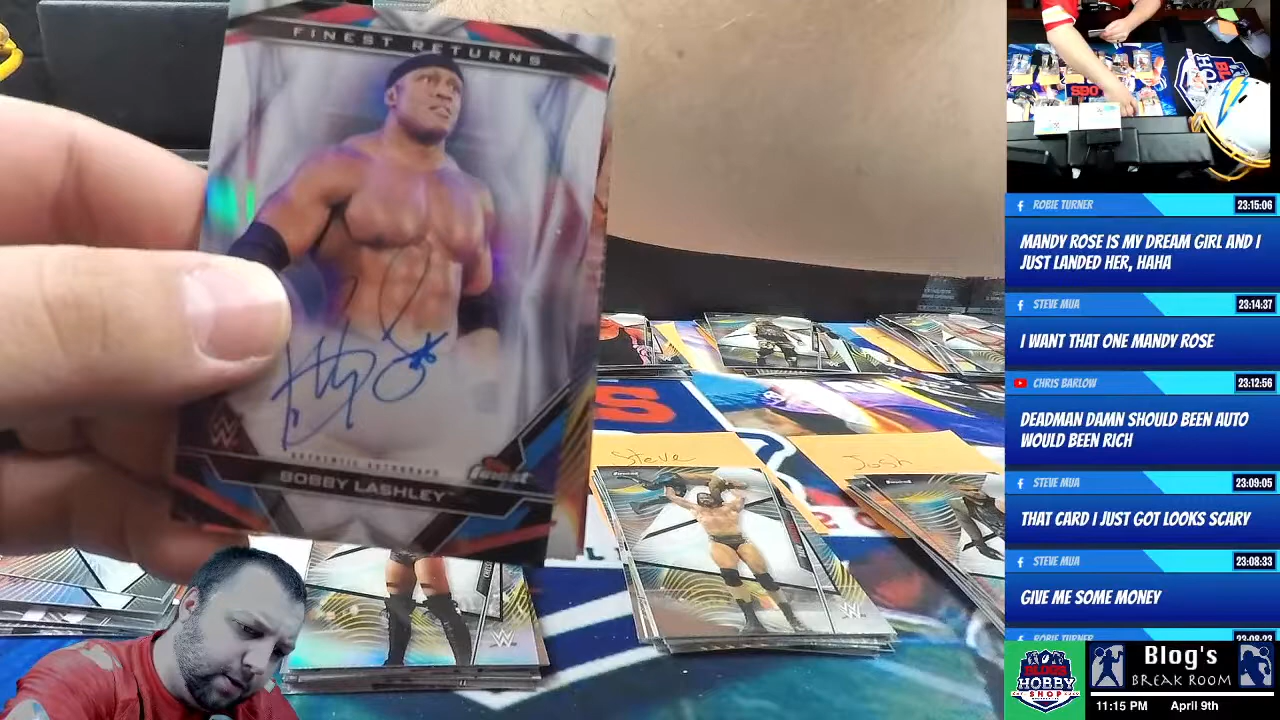 FINEST RETURNS
AUTHENTIC AUTOGRAPH
finest
BOBBY LASHLEY
Steve
Josh
S
ROBIE TURNER
23:15:06
MANDY ROSE IS MY DREAM GIRL AND I
JUST LANDED HER, HAHA
STEVE MUA
23:14:37
I WANT THAT ONE MANDY ROSE
CHRIS BARLOW
23:12:56
DEADMAN DAMN SHOULD BEEN AUTO
WOULD BEEN RICH
STEVE MUA
23:09:05
THAT CARD I JUST GOT LOOKS SCARY
STEVE MUA
23:08:33
GIVE ME SOME MONEY
ROBIE TURNER
BLOGS
HOBBY
SHOP
Blog's
BREAK ROOM
11:15 PM
April 9th